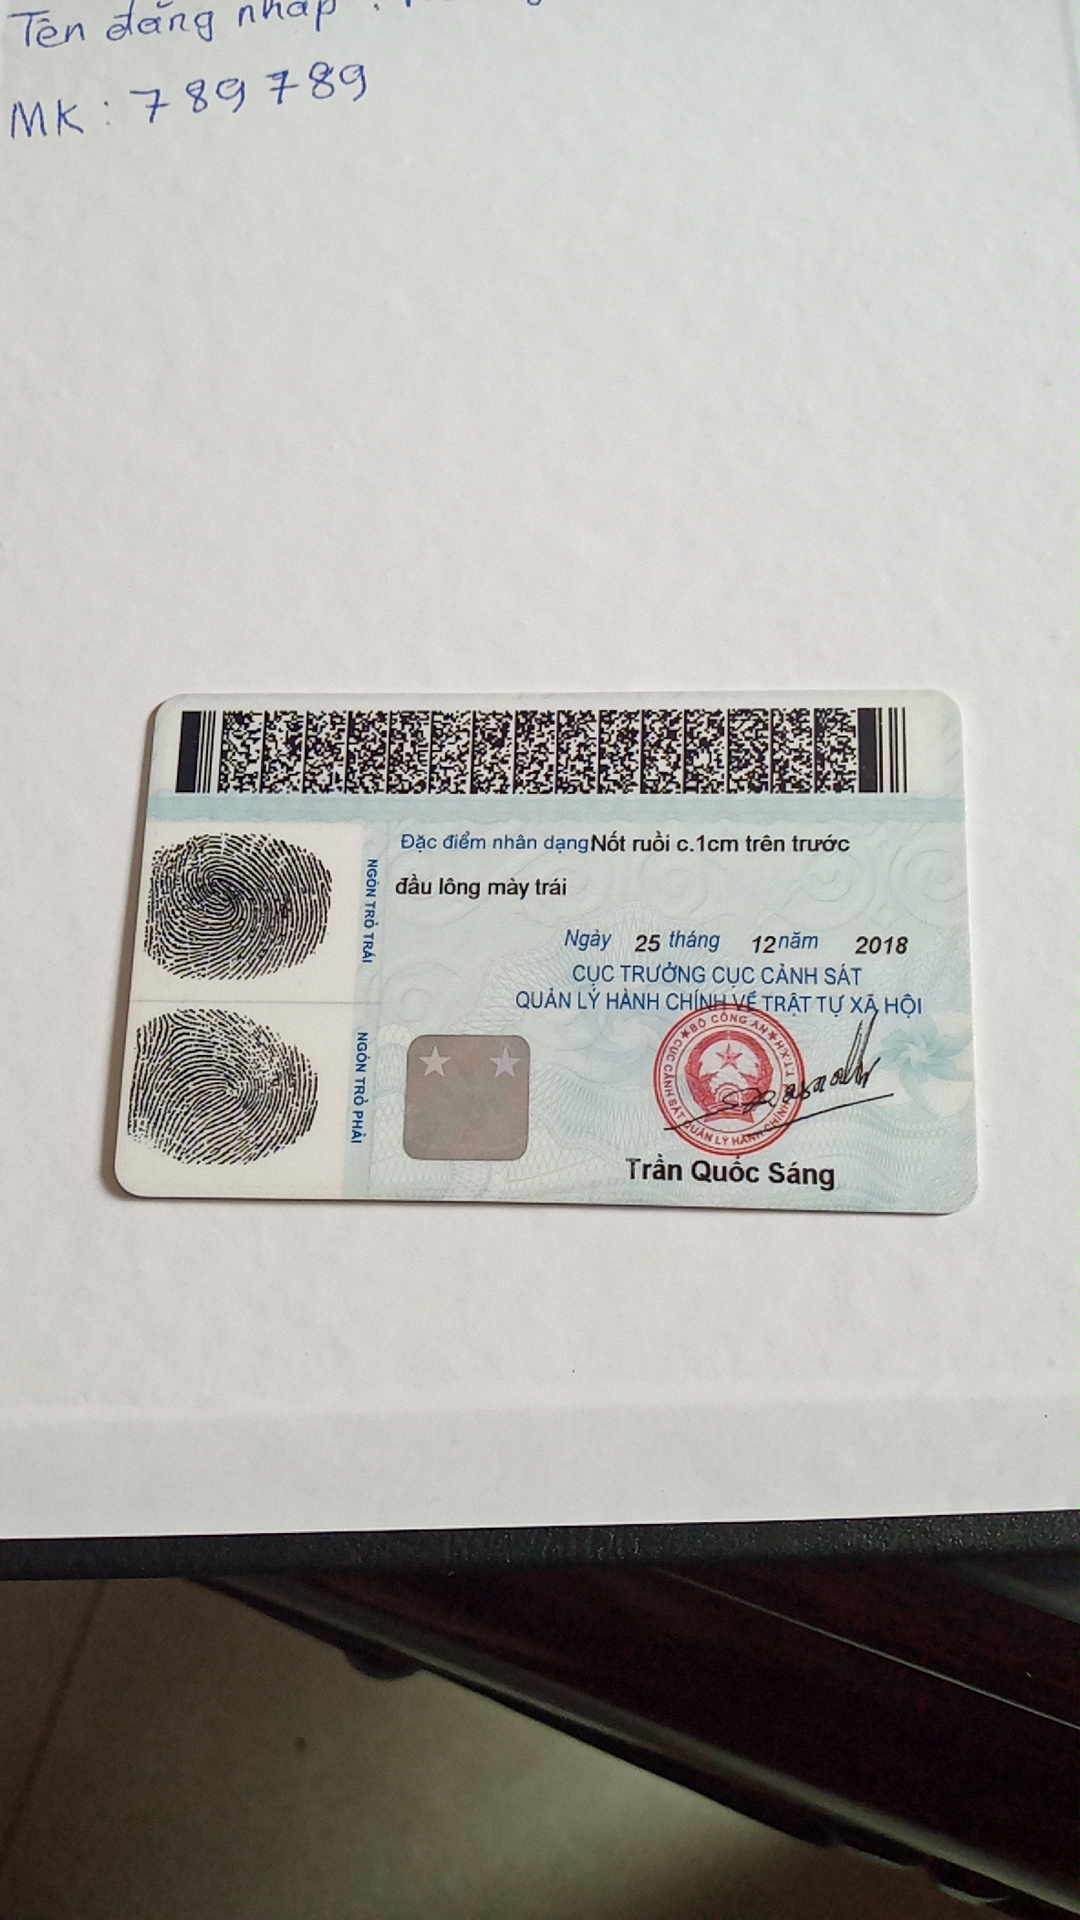 Tên đăng nhập :
MK : 789789
Đặc điểm nhân dạng Nốt ruồi c.1cm trên trước
đầu lông mày trái
NGÓN TRỎ TRÁI
Ngày 25 tháng 12 năm 2018
CỤC TRƯỞNG CỤC CẢNH SÁT
QUẢN LÝ HÀNH CHÍNH VỀ TRẬT TỰ XÃ HỘI
NGÓN TRỎ PHẢI
BỘ CÔNG AN
CỤC CẢNH SÁT QUẢN LÝ HÀNH CHÍNH
Trần Quốc Sáng